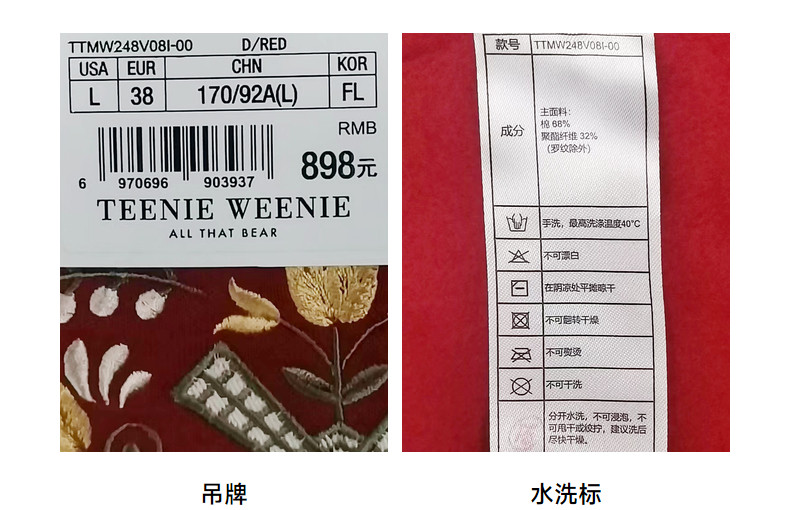 TTMW248V08I-00 D/RED
USA EUR CHN KOR
L 38 170/92A(L) FL
RMB
898元
6 970696 903937
TEENIE WEENIE
ALL THAT BEAR
款号 TTMW248V08I-00
成分
主面料：
棉 68%
聚酯纤维 32%
（罗纹除外）
手洗，最高洗涤温度40°C
不可漂白
在阴凉处平摊晾干
不可翻转干燥
不可熨烫
不可干洗
分开水洗，不可浸泡，不
可甩干或绞拧，建议洗后
尽快干燥。
吊牌
水洗标